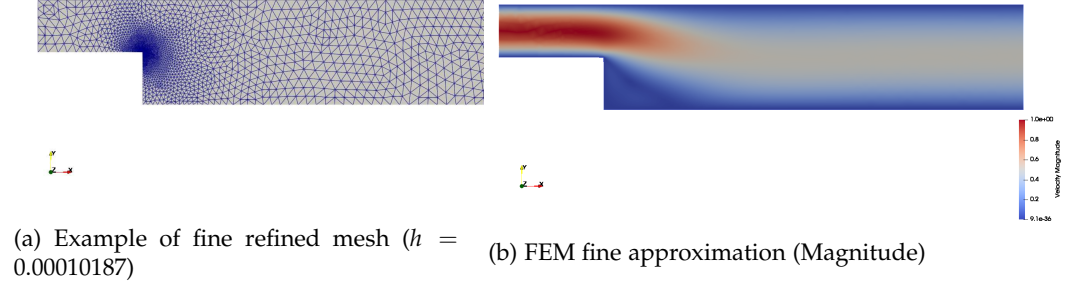 1.0e+00
0.8
0.6
0.4
0.2
9.1e-36
Velocity Magnitude
Y
Z
X
Y
Z
X
(a) Example of fine refined mesh (h =
0.00010187)
(b) FEM fine approximation (Magnitude)